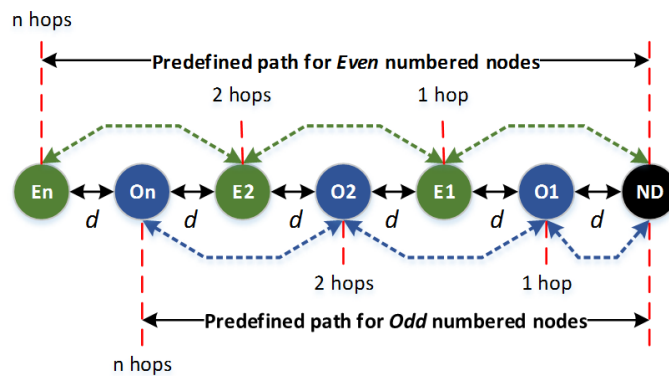 n hops
Predefined path for Even numbered nodes
2 hops
1 hop
En
On
E2
O2
E1
O1
ND
d
d
d
d
d
d
2 hops
1 hop
Predefined path for Odd numbered nodes
n hops